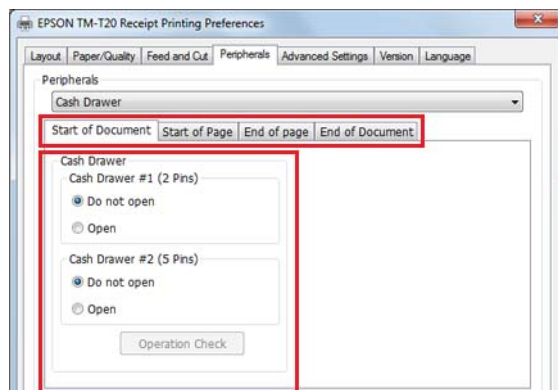 EPSON TM-T20 Receipt Printing Preferences
Layout Paper/Quality Feed and Cut Peripherals Advanced Settings Version Language
Peripherals
Cash Drawer
Start of Document Start of Page End of page End of Document
Cash Drawer
Cash Drawer #1 (2 Pins)
Do not open
Open
Cash Drawer #2 (5 Pins)
Do not open
Open
Operation Check